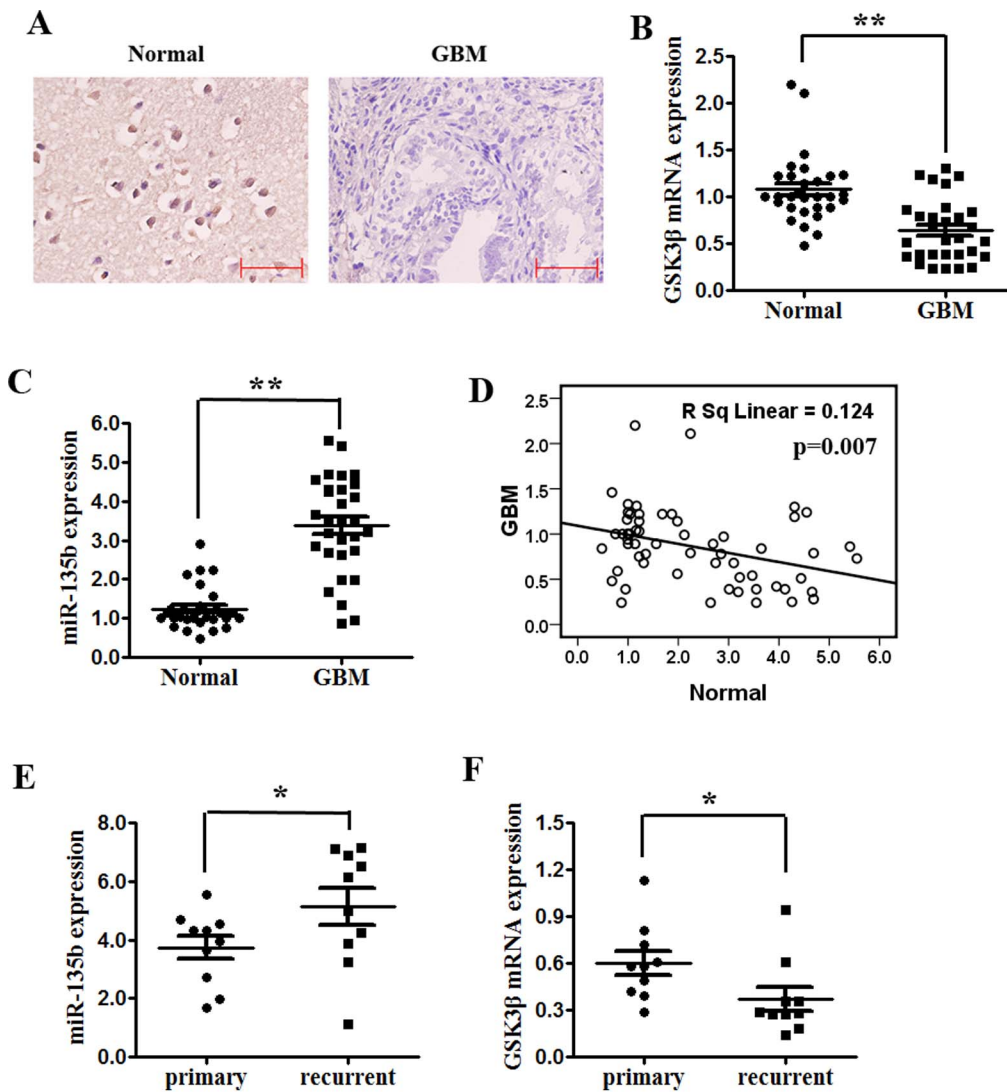 A
Normal
GBM
B
**
GSK3β mRNA expression
2.5
2.0
1.5
1.0
0.5
0.0
Normal
GBM
C
**
miR-135b expression
6.0
5.0
4.0
3.0
2.0
1.0
0.0
Normal
GBM
D
R Sq Linear = 0.124
p=0.007
GBM
2.5
2.0
1.5
1.0
0.5
0.0
0.0 1.0 2.0 3.0 4.0 5.0 6.0
Normal
E
*
miR-135b expression
8.0
6.0
4.0
2.0
0.0
primary
recurrent
F
*
GSK3β mRNA expression
1.5
1.2
0.9
0.6
0.3
0.0
primary
recurrent